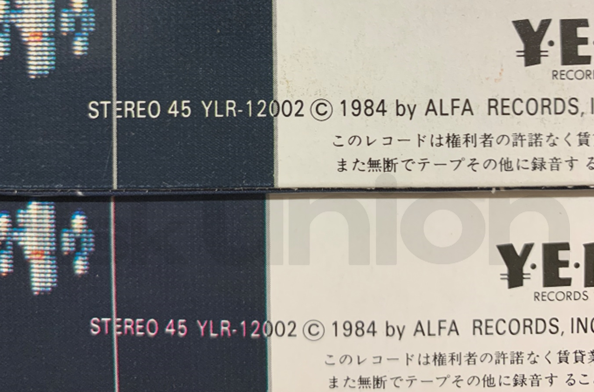 ¥·E
RECOR
STEREO 45 YLR-12002 © 1984 by ALFA RECORDS, I
このレコードは権利者の許諾なく賃
また無断でテープその他に録音する
union
¥·E·
RECORDS
STEREO 45 YLR-12002 © 1984 by ALFA RECORDS, INC
このレコードは権利者の許諾なく賃貸業
また無断でテープその他に録音するこ